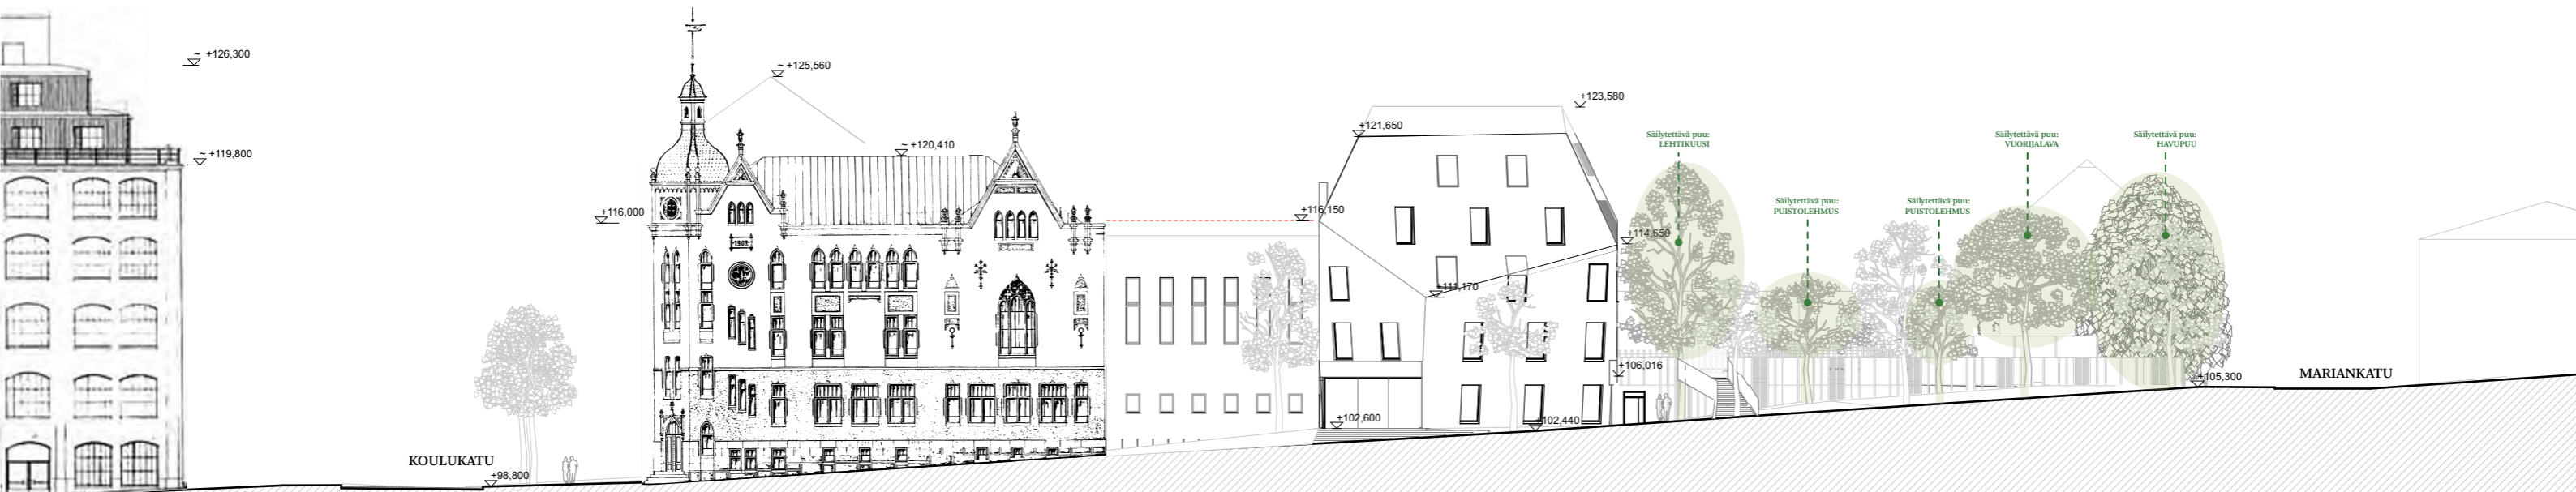 ~ +126,300
~ +119,800
KOULUKATU
+98,800
+116,000
~ +125,560
~ +120,410
1901
+116,150
+121,650
+123,580
+114,650
+111,170
+106,016
+102,600
+102,440
Säilytettävä puu:
LEHTIKUUSI
Säilytettävä puu:
PUISTOLEHMUS
Säilytettävä puu:
PUISTOLEHMUS
Säilytettävä puu:
VUORIJALAVA
Säilytettävä puu:
HAVUPUU
+105,300
MARIANKATU